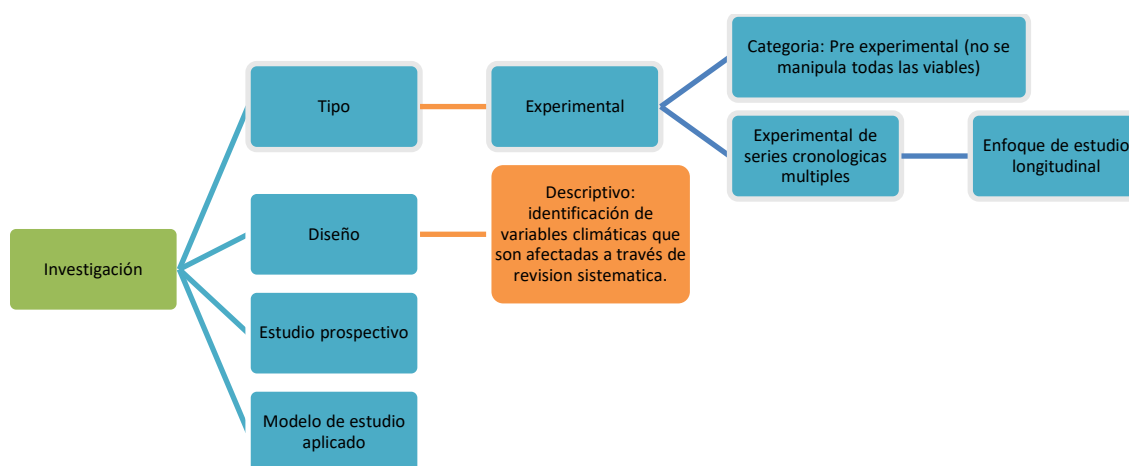 Investigación
Tipo
Experimental
Categoria: Pre experimental (no se
manipula todas las viables)
Experimental de
series cronologicas
multiples
Enfoque de estudio
longitudinal
Diseño
Descriptivo:
identificación de
variables climáticas que
son afectadas a través de
revision sistematica.
Estudio prospectivo
Modelo de estudio
aplicado